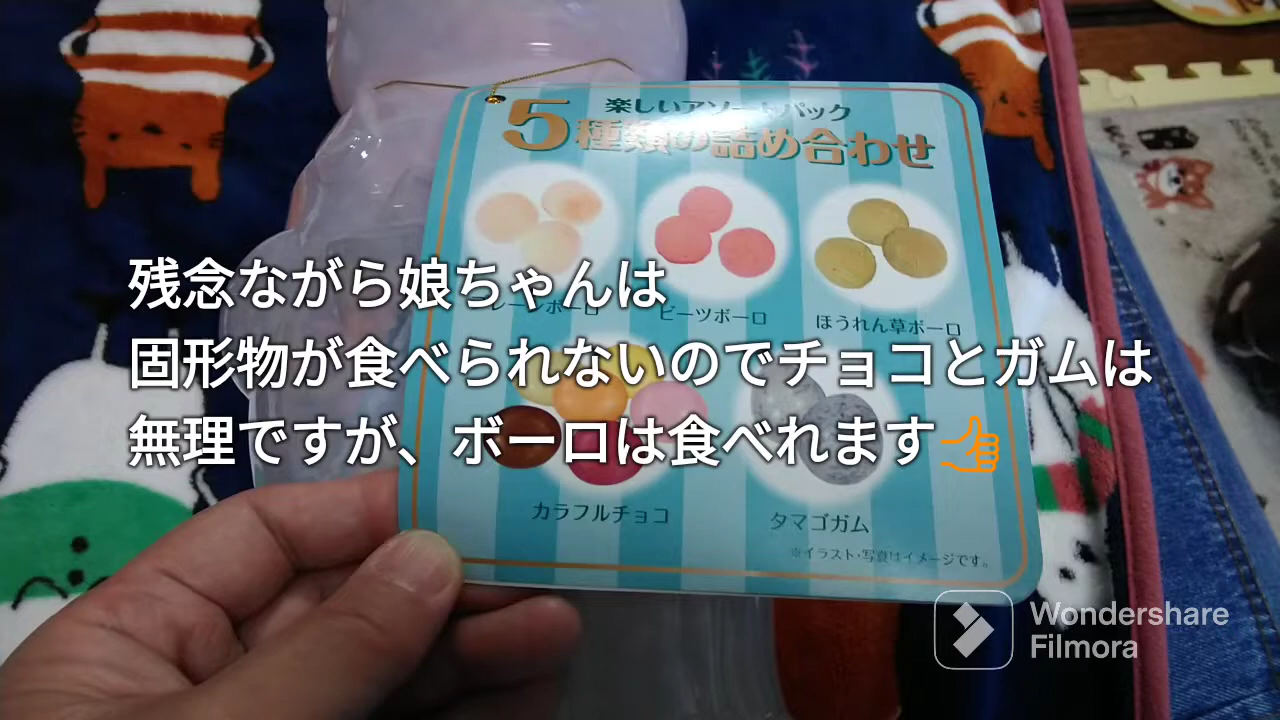 楽しいアソートパック
5種類の詰め合わせ
ビーツボーロ
ほうれん草ボーロ
残念ながら娘ちゃんは
固形物が食べられないのでチョコとガムは
無理ですが、ボーロは食べれます👍
カラフルチョコ
タマゴガム
※イラスト・写真はイメージです。
Wondershare
Filmora